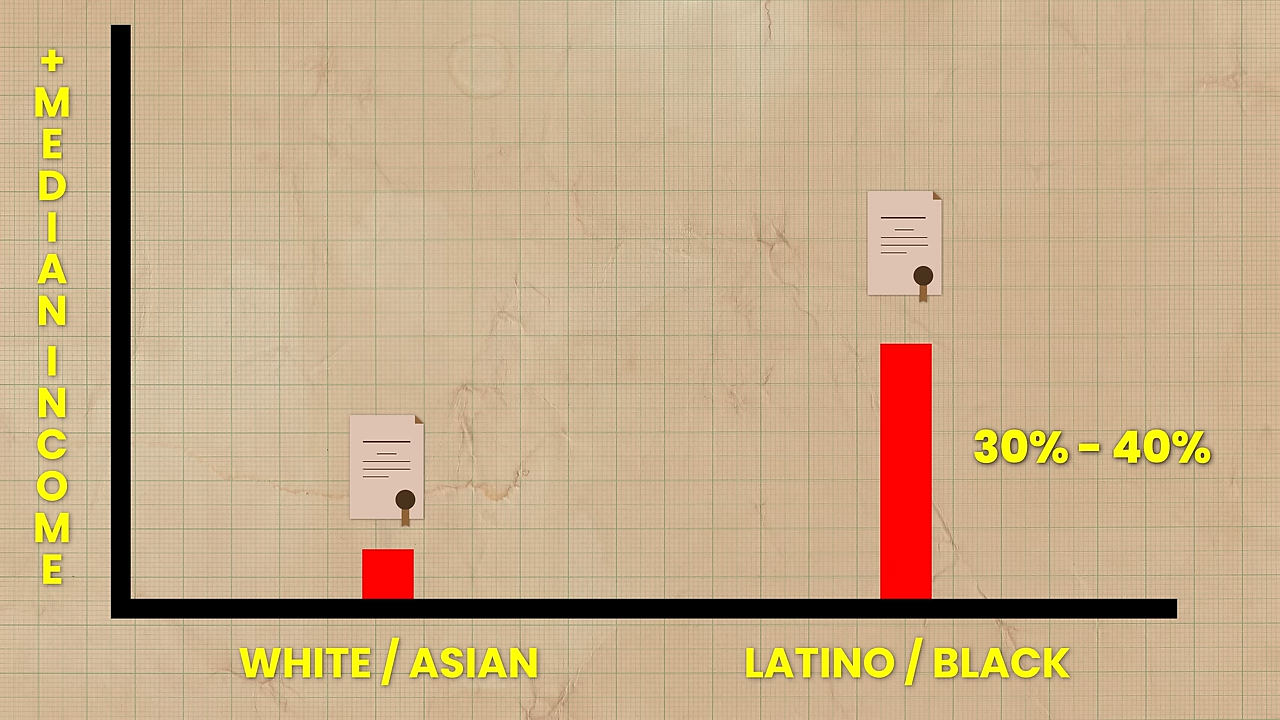 + MEDIAN INCOME
30% - 40%
WHITE / ASIAN
LATINO / BLACK